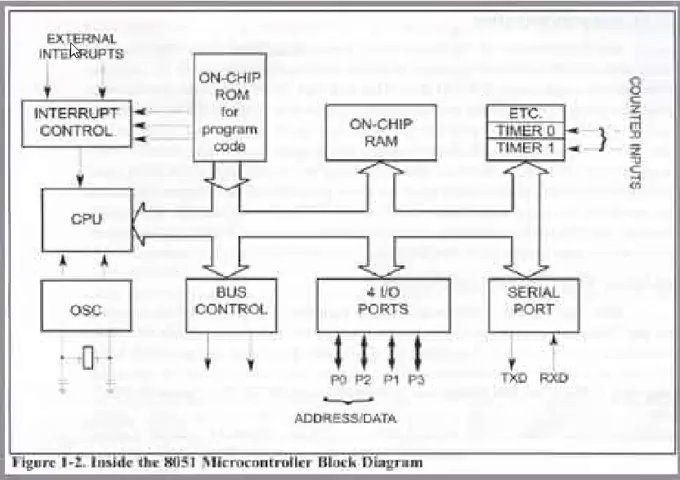 EXTERNAL
INTERRUPTS
INTERRUPT
CONTROL
ON-CHIP
ROM
for
program
code
ON-CHIP
RAM
ETC.
TIMER 0
TIMER 1
COUNTER INPUTS
CPU
OSC
BUS
CONTROL
4 I/O
PORTS
SERIAL
PORT
P0 P2 P1 P3
TXD RXD
ADDRESS/DATA
Figure 1-2. Inside the 8051 Microcontroller Block Diagram